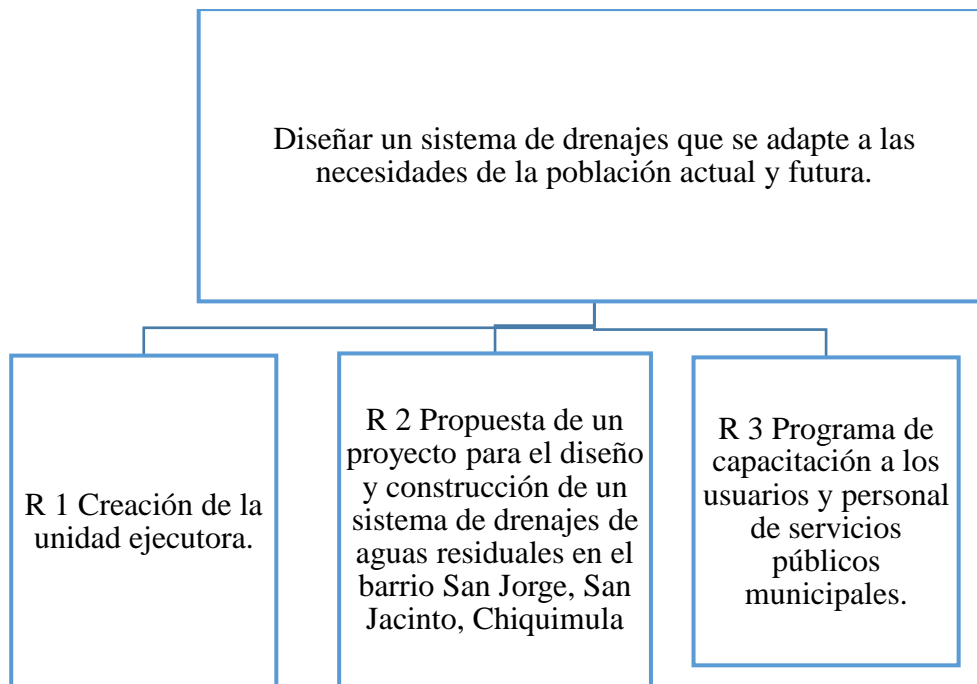 Diseñar un sistema de drenajes que se adapte a las
necesidades de la población actual y futura.
R 1 Creación de la
unidad ejecutora.
R 2 Propuesta de un
proyecto para el diseño
y construcción de un
sistema de drenajes de
aguas residuales en el
barrio San Jorge, San
Jacinto, Chiquimula
R 3 Programa de
capacitación a los
usuarios y personal
de servicios
públicos
municipales.